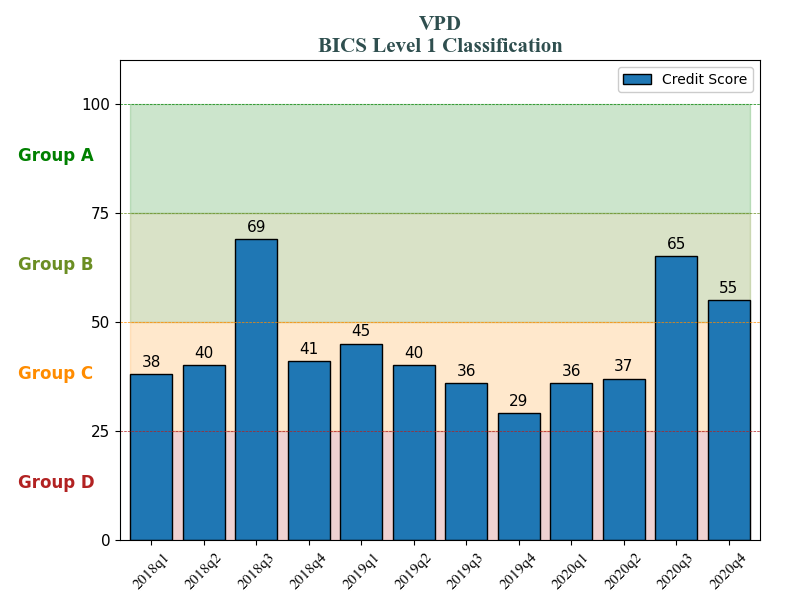 VPD
BICS Level 1 Classification
Credit Score
100
Group A
75
69
65
Group B
55
50
45
41
40
40
38
37
36
36
Group C
29
25
Group D
0
2018q1
2018q2
2018q3
2018q4
2019q1
2019q2
2019q3
2019q4
2020q1
2020q2
2020q3
2020q4